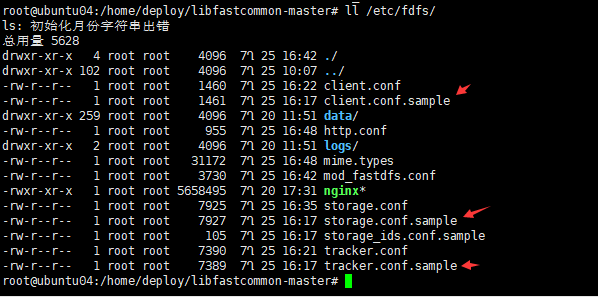 root@ubuntu04:/home/deploy/libfastcommon-master# ll /etc/fdfs/
ls: 初始化月份字符串出错
总用量 5628
drwxr-xr-x   4 root root    4096  7月 25 16:42 ./
drwxr-xr-x 102 root root    4096  7月 25 10:07 ../
-rw-r--r--   1 root root    1460  7月 25 16:22 client.conf
-rw-r--r--   1 root root    1461  7月 25 16:17 client.conf.sample
drwxr-xr-x 259 root root    4096  7月 20 11:51 data/
-rw-r--r--   1 root root     955  7月 25 16:48 http.conf
drwxr-xr-x   2 root root    4096  7月 20 11:51 logs/
-rw-r--r--   1 root root   31172  7月 25 16:48 mime.types
-rw-r--r--   1 root root    3730  7月 25 16:42 mod_fastdfs.conf
-rwxr-xr-x   1 root root 5658495  7月 20 17:31 nginx*
-rw-r--r--   1 root root    7925  7月 25 16:35 storage.conf
-rw-r--r--   1 root root    7927  7月 25 16:17 storage.conf.sample
-rw-r--r--   1 root root     105  7月 25 16:17 storage_ids.conf.sample
-rw-r--r--   1 root root    7390  7月 25 16:21 tracker.conf
-rw-r--r--   1 root root    7389  7月 25 16:17 tracker.conf.sample
root@ubuntu04:/home/deploy/libfastcommon-master#